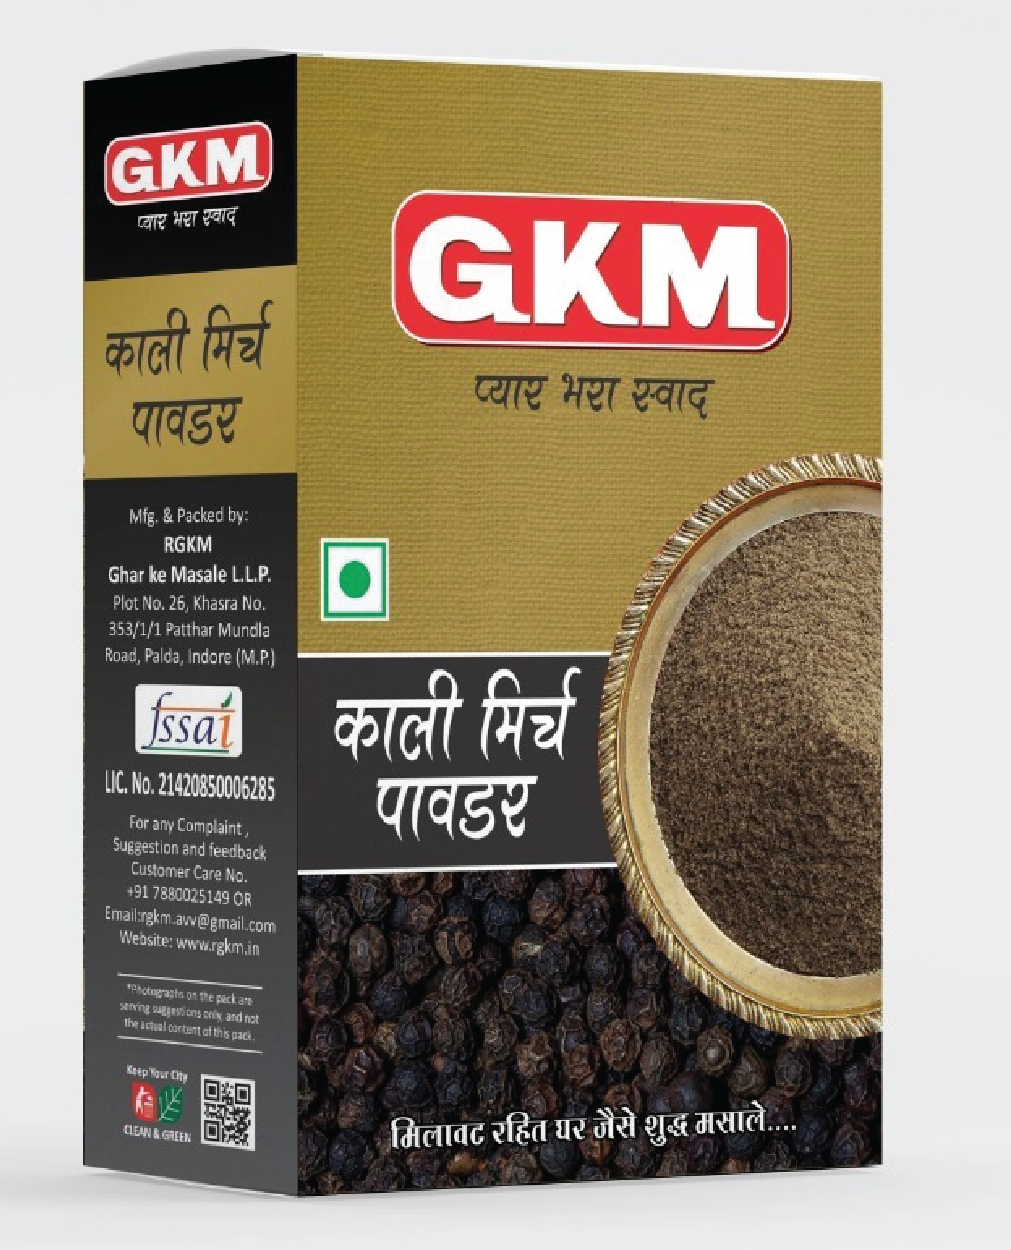 GKM
प्यार भरा स्वाद
काली मिर्च
पावडर
Mfg. & Packed by:
RGKM
Ghar ke Masale L.L.P.
Plot No. 26, Khasra No.
353/1/1 Patthar Mundla
Road, Palda, Indore (M.P.)
fssai
LIC. No. 21420850006285
For any Complaint ,
Suggestion and feedback
Customer Care No.
+91 7880025149 OR
Email:rgkm.avv@gmail.com
Website: www.rgkm.in
*Photographs on the pack are
serving suggestions only, and not
the actual content of this pack.
Keep Your City
CLEAN & GREEN
GKM
प्यार भरा स्वाद
काली मिर्च
पावडर
मिलावट रहित घर जैसे शुद्ध मसाले....